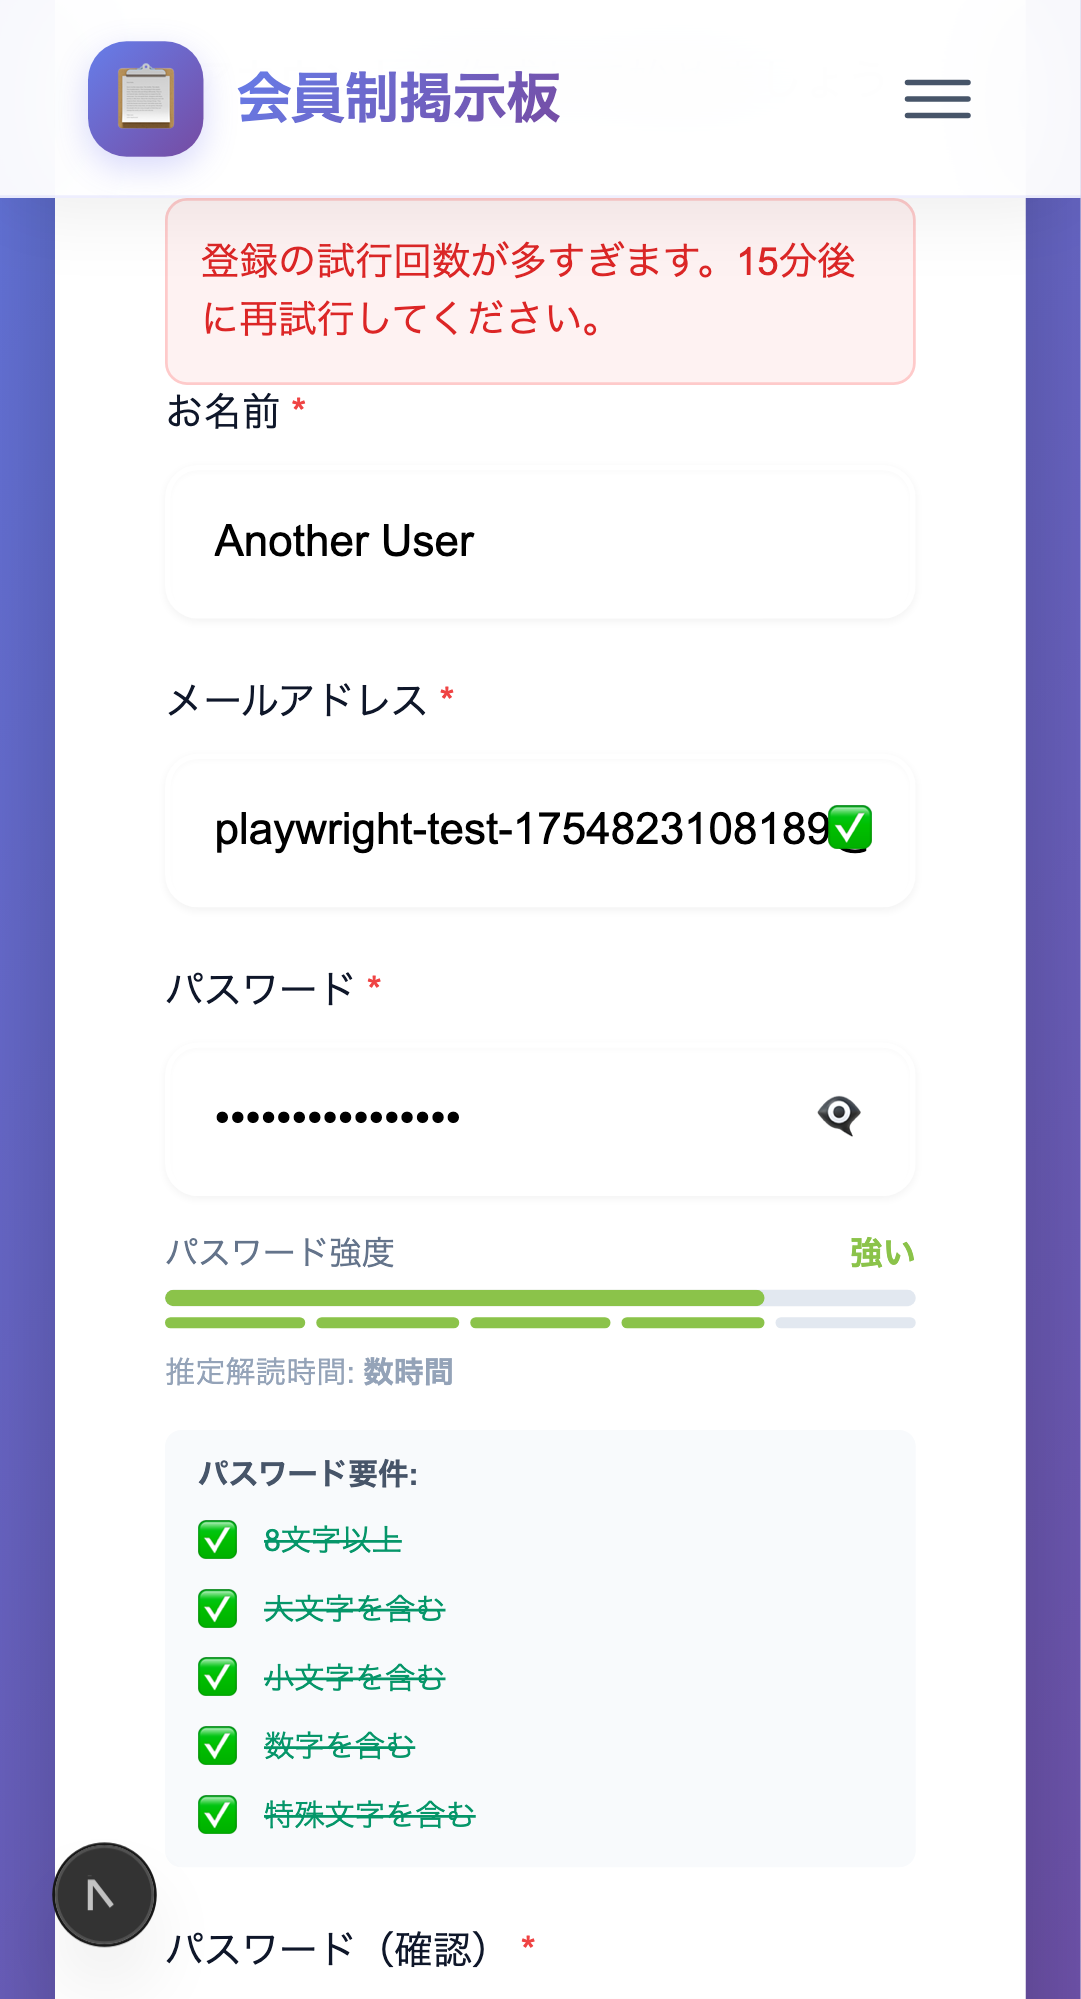 会員制掲示板
登録の試行回数が多すぎます。15分後
に再試行してください。
お名前 *
Another User
メールアドレス *
playwright-test-1754823108189
パスワード *
•••••••••••••••• 
パスワード強度 強い
推定解読時間: 数時間
パスワード要件:
8文字以上
大文字を含む
小文字を含む
数字を含む
特殊文字を含む
パスワード（確認） *